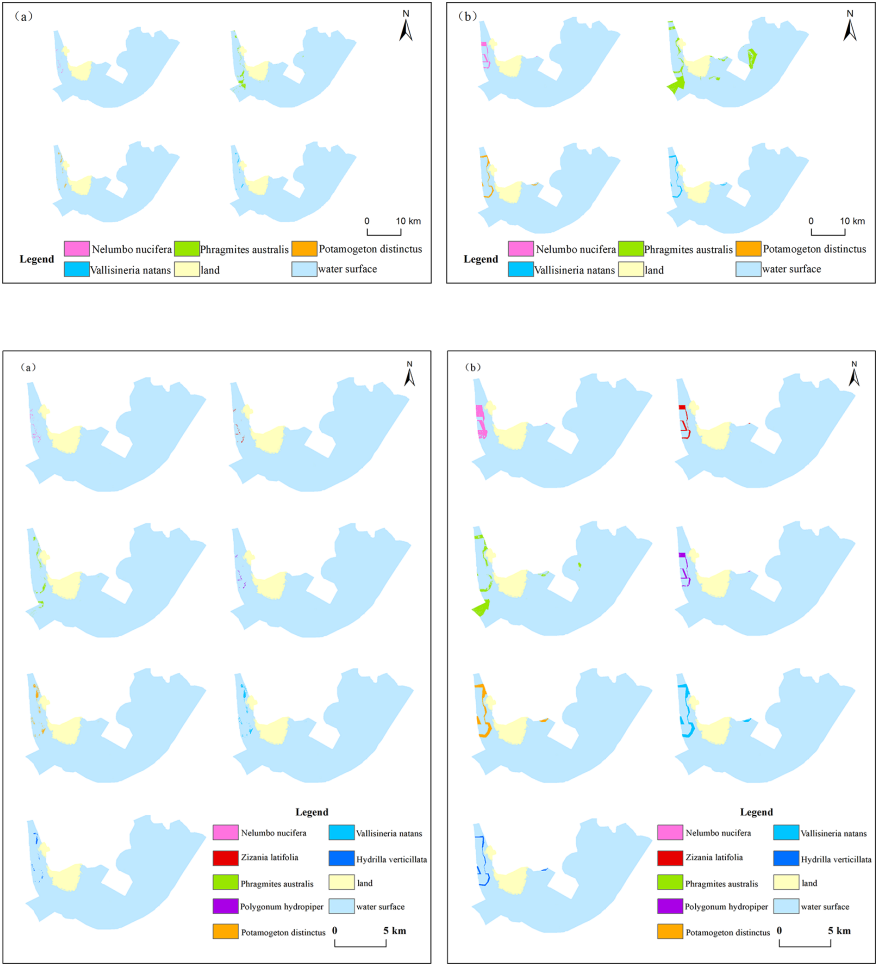 (a)
N
0 10 km
Legend
Nelumbo nucifera Phragmites australis Potamogeton distinctus
Vallisineria natans land water surface
(b)
N
0 10 km
Legend
Nelumbo nucifera Phragmites australis Potamogeton distinctus
Vallisineria natans land water surface
(a)
N
Legend
Nelumbo nucifera Vallisineria natans
Zizania latifolia Hydrilla verticillata
Phragmites australis land
Polygonum hydropiper water surface
Potamogeton distinctus
0 5 km
(b)
N
Legend
Nelumbo nucifera Vallisineria natans
Zizania latifolia Hydrilla verticillata
Phragmites australis land
Polygonum hydropiper water surface
Potamogeton distinctus
0 5 km